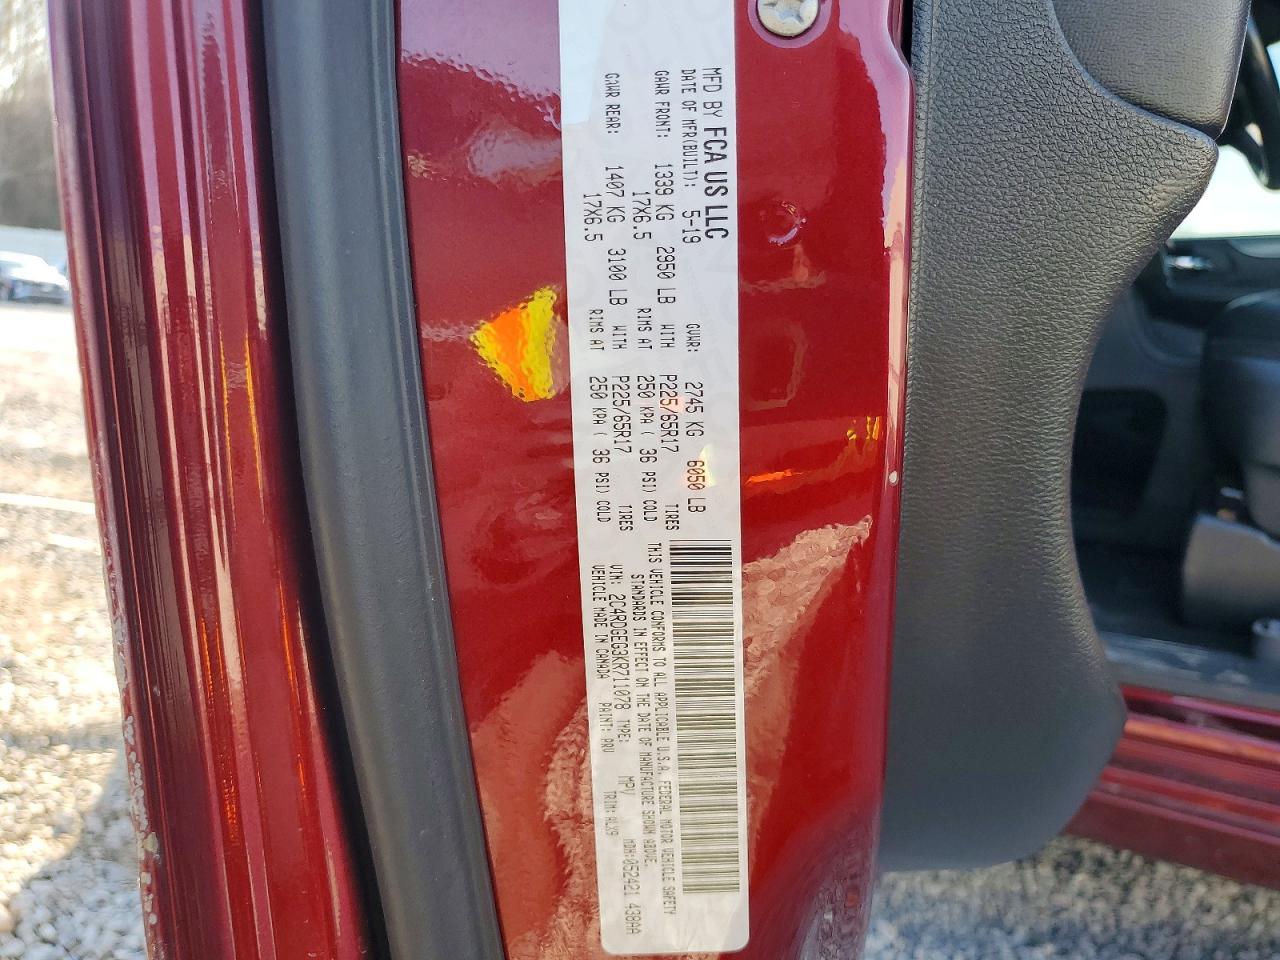 MFD BY FCA US LLC
DATE OF MFR(BUILT): 5-19 GVWR: 2745 KG 6050 LB
GAWR FRONT: 1339 KG 2950 LB WITH P225/65R17 TIRES
17X6.5 RIMS AT 250 KPA ( 36 PSI) COLD
GAWR REAR: 1407 KG 3100 LB WITH P225/65R17 TIRES
17X6.5 RIMS AT 250 KPA ( 36 PSI) COLD
THIS VEHICLE CONFORMS TO ALL APPLICABLE U.S.A. FEDERAL MOTOR VEHICLE SAFETY
STANDARDS IN EFFECT ON THE DATE OF MANUFACTURE SHOWN ABOVE.
VIN: 2C4RDGEG3KR711078 TYPE: MPV MDH:052421 438AA
VEHICLE MADE IN CANADA PAINT: PRV TRIM:ALX9